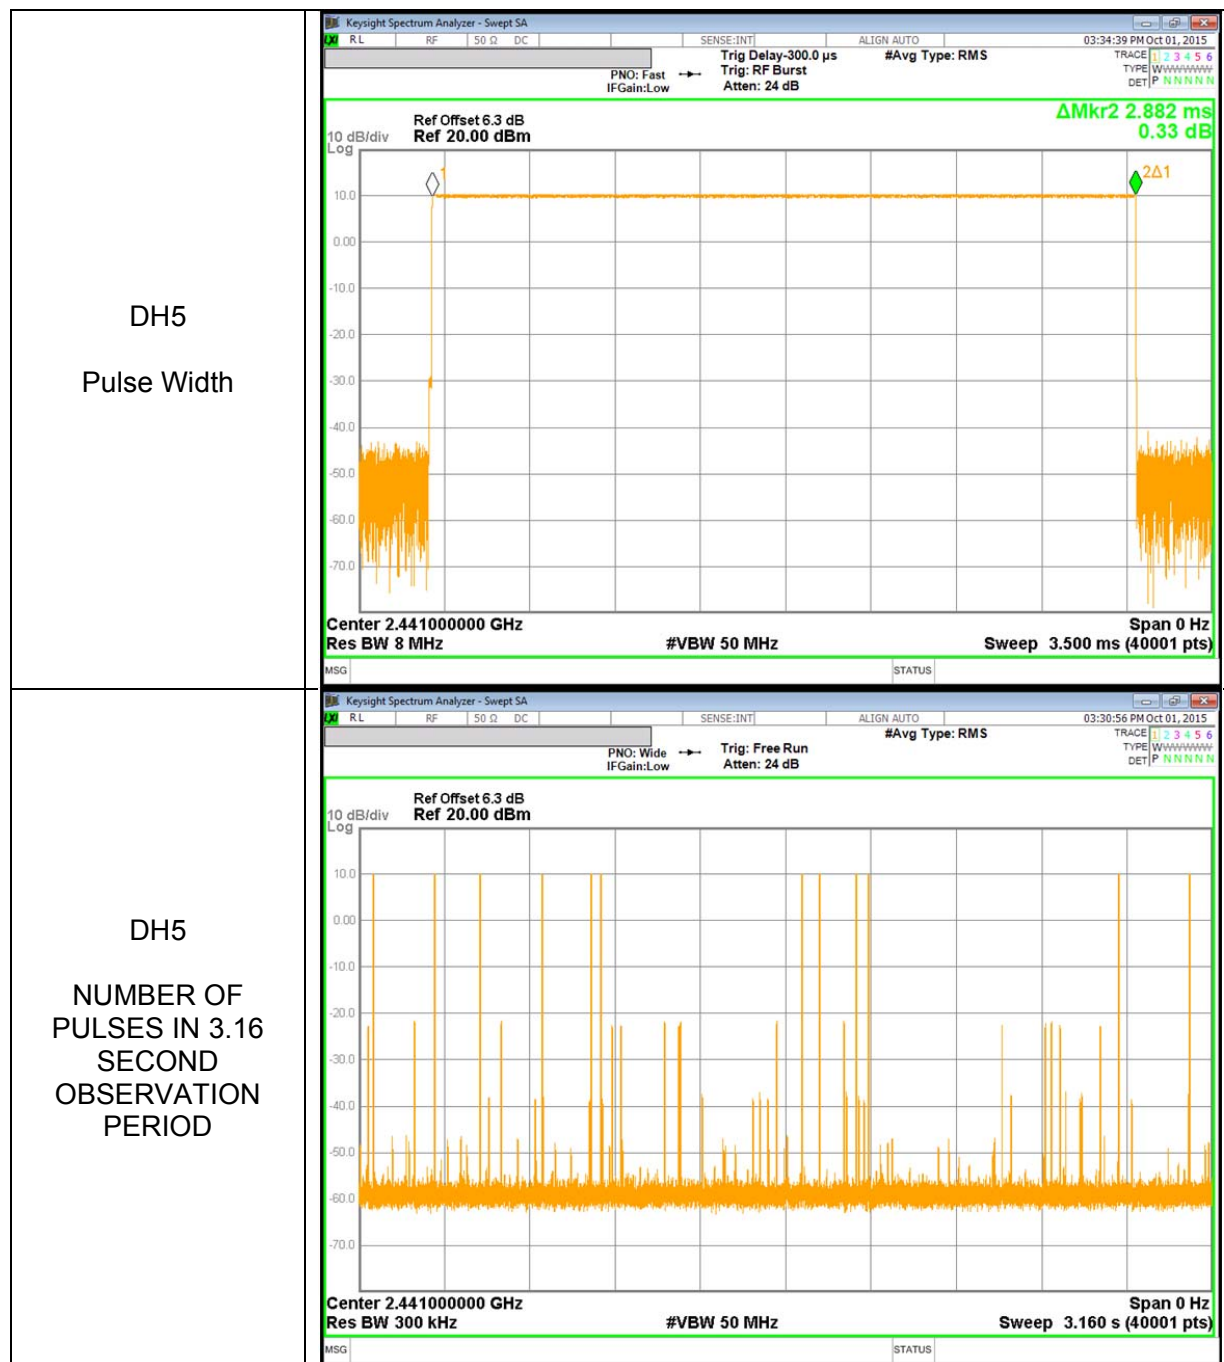 DH5
Pulse Width
Keysight Spectrum Analyzer - Swept SA
LXI RL RF 50 Ω DC SENSE:INT ALIGN AUTO 03:34:39 PM Oct 01, 2015
Trig Delay-300.0 µs #Avg Type: RMS TRACE 1 2 3 4 5 6
PNO: Fast Trig: RF Burst TYPE WWWWWWW
IFGain:Low Atten: 24 dB DET P N N N N N
ΔMkr2 2.882 ms
0.33 dB
Ref Offset 6.3 dB
10 dB/div Ref 20.00 dBm
Log
1
2Δ1
10.0
0.00
-10.0
-20.0
-30.0
-40.0
-50.0
-60.0
-70.0
Center 2.441000000 GHz Span 0 Hz
Res BW 8 MHz #VBW 50 MHz Sweep 3.500 ms (40001 pts)
MSG STATUS
DH5
NUMBER OF
PULSES IN 3.16
SECOND
OBSERVATION
PERIOD
Keysight Spectrum Analyzer - Swept SA
LXI RL RF 50 Ω DC SENSE:INT ALIGN AUTO 03:30:56 PM Oct 01, 2015
#Avg Type: RMS TRACE 1 2 3 4 5 6
PNO: Wide Trig: Free Run TYPE WWWWWWW
IFGain:Low Atten: 24 dB DET P N N N N N
Ref Offset 6.3 dB
10 dB/div Ref 20.00 dBm
Log
10.0
0.00
-10.0
-20.0
-30.0
-40.0
-50.0
-60.0
-70.0
Center 2.441000000 GHz Span 0 Hz
Res BW 300 kHz #VBW 50 MHz Sweep 3.160 s (40001 pts)
MSG STATUS